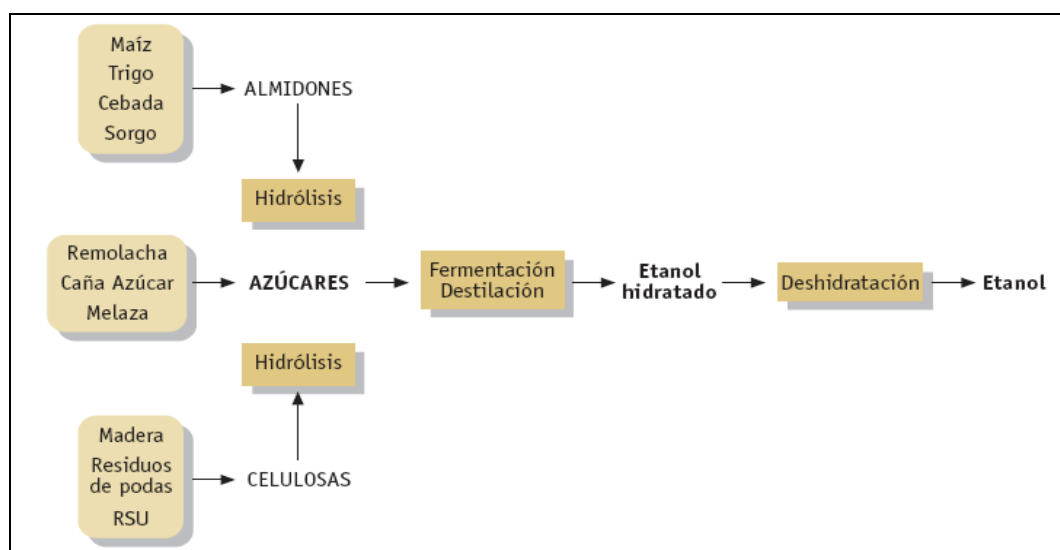 Maíz
Trigo
Cebada
Sorgo
ALMIDONES
Hidrólisis
Remolacha
Caña Azúcar
Melaza
AZÚCARES
Fermentación
Destilación
Etanol
hidratado
Deshidratación
Etanol
Hidrólisis
Madera
Residuos
de podas
RSU
CELULOSAS